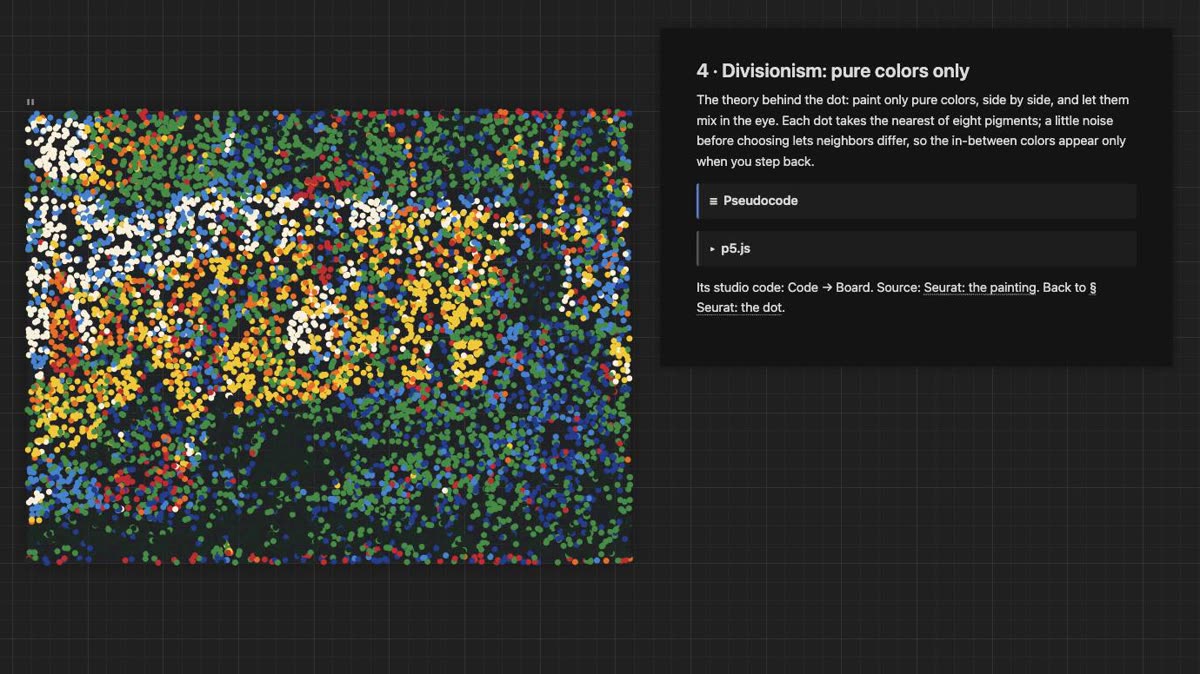 4 · Divisionism: pure colors only
The theory behind the dot: paint only pure colors, side by side, and let them
mix in the eye. Each dot takes the nearest of eight pigments; a little noise
before choosing lets neighbors differ, so the in-between colors appear only
when you step back.
≡ Pseudocode
▸ p5.js
Its studio code: Code → Board. Source: Seurat: the painting. Back to §
Seurat: the dot.